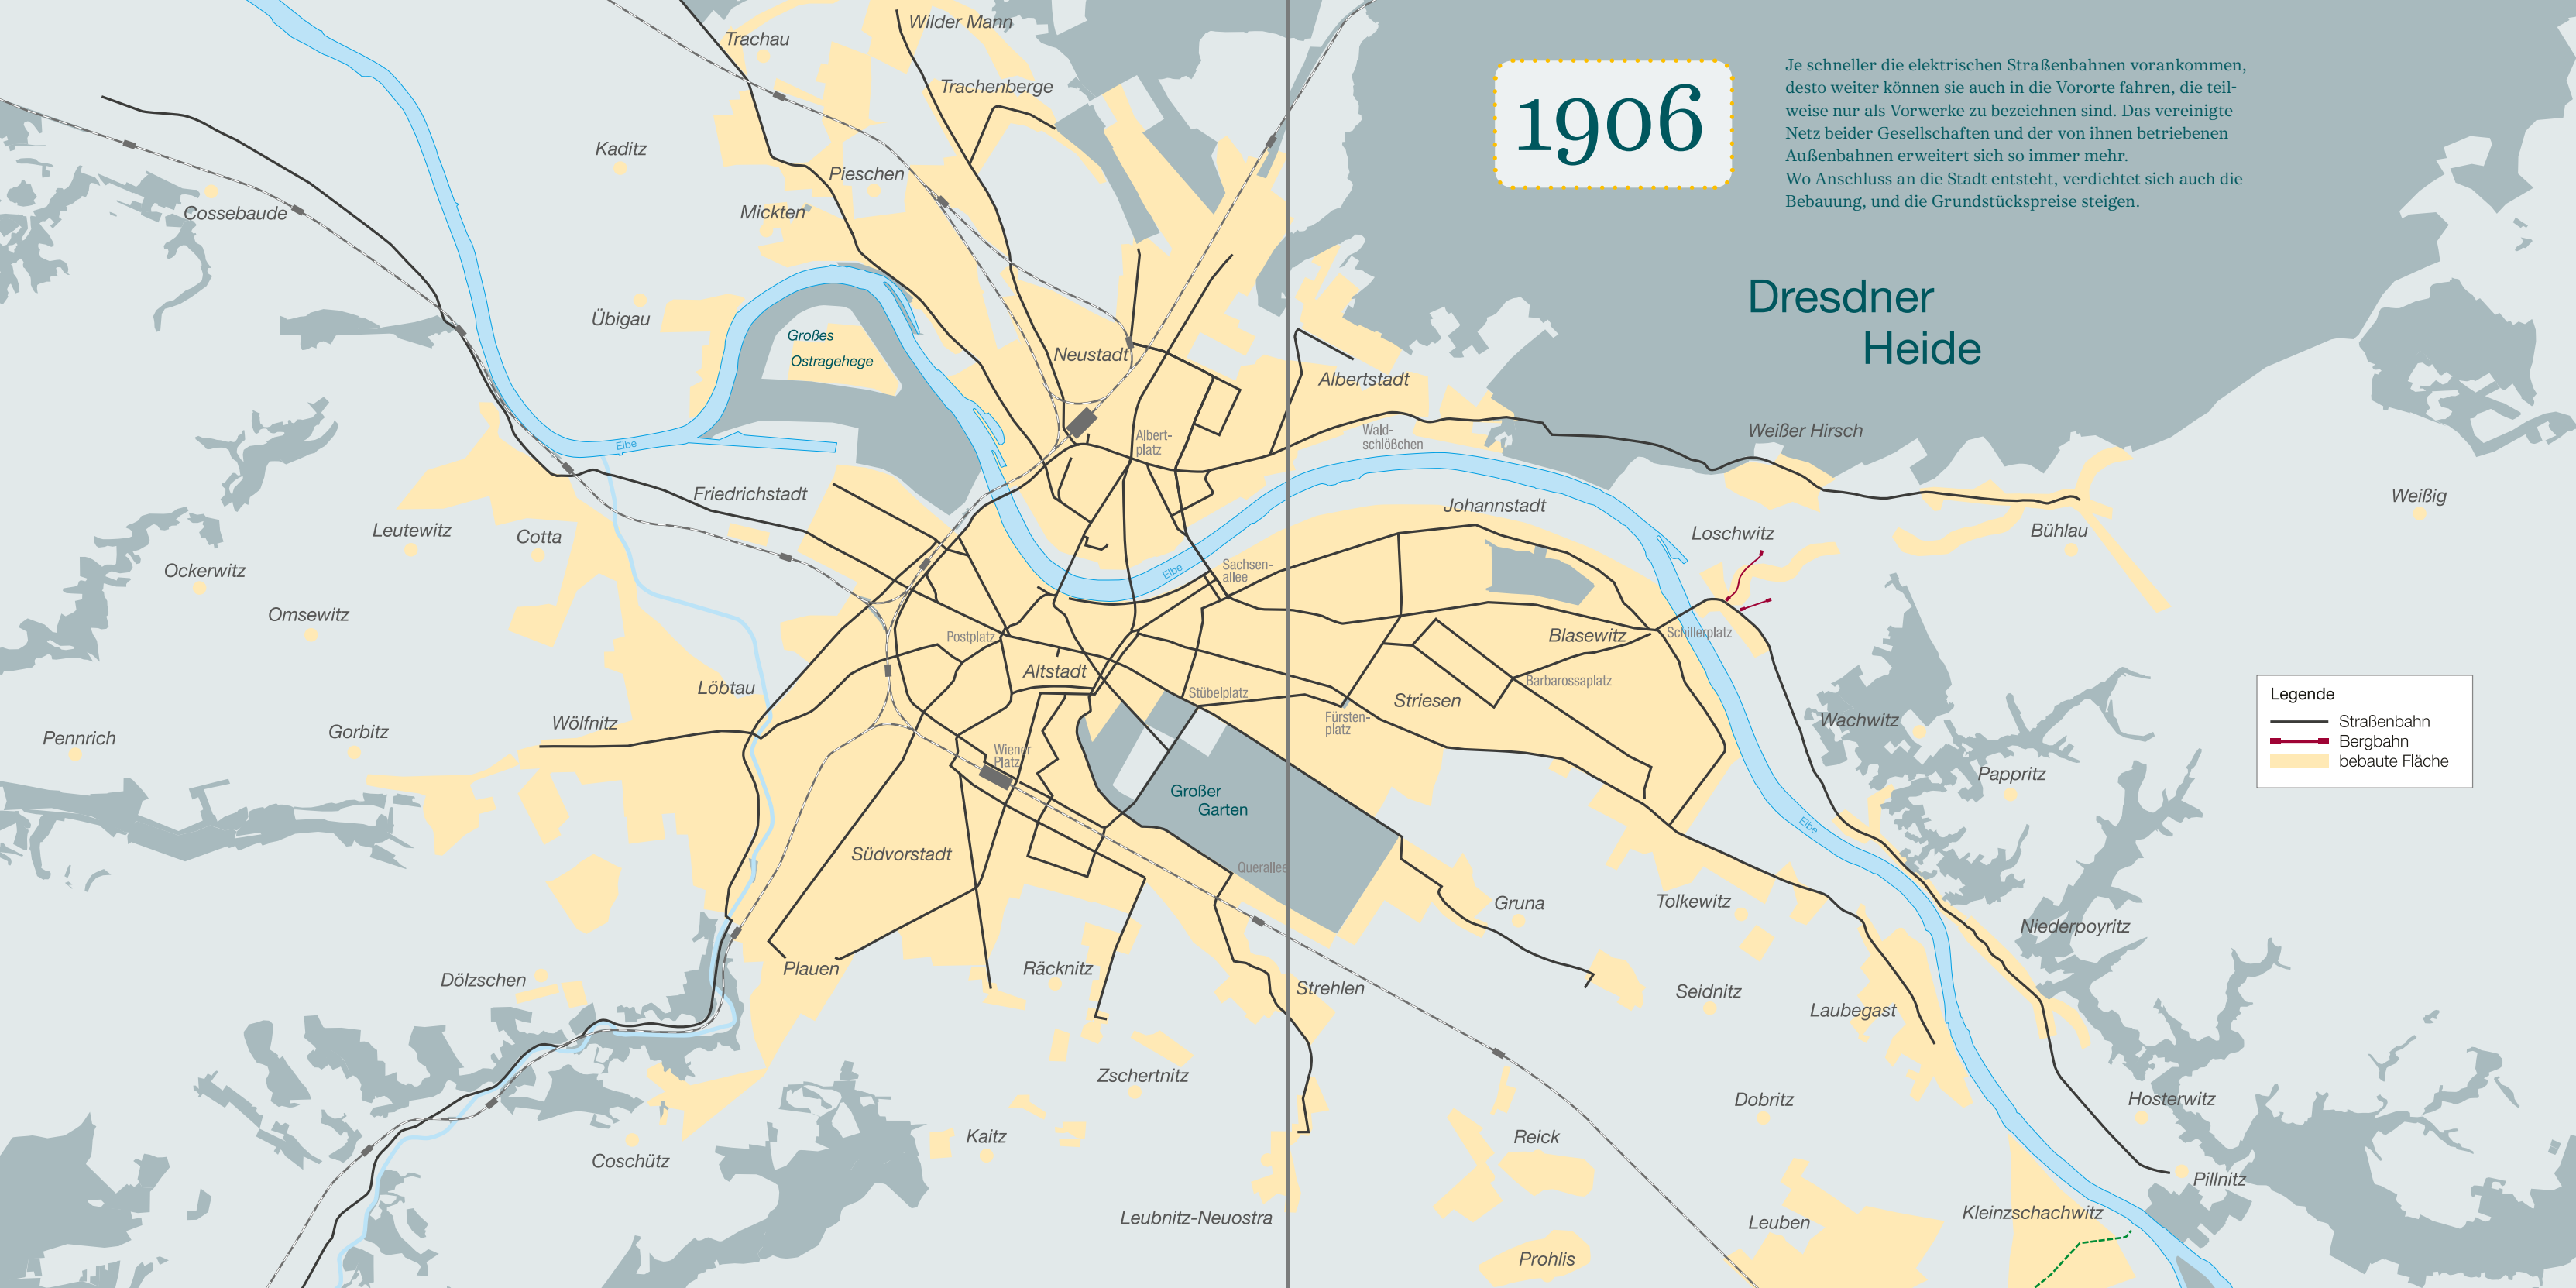 1906
Je schneller die elektrischen Straßenbahnen vorankommen,
desto weiter können sie auch in die Vororte fahren, die teil-
weise nur als Vorwerke zu bezeichnen sind. Das vereinigte
Netz beider Gesellschaften und der von ihnen betriebenen
Außenbahnen erweitert sich so immer mehr.
Wo Anschluss an die Stadt entsteht, verdichtet sich auch die
Bebauung, und die Grundstückspreise steigen.
Wilder Mann
Trachau
Trachenberge
Kaditz
Pieschen
Cossebaude
Mickten
Dresdner
Heide
Übigau
Großes
Ostragehege
Neustadt
Albertstadt
Weißer Hirsch
Albert-
platz
Wald-
schlößchen
Elbe
Friedrichstadt
Johannstadt
Weißig
Leutewitz
Cotta
Loschwitz
Bühlau
Ockerwitz
Sachsen-
allee
Elbe
Omsewitz
Postplatz
Blasewitz
Schillerplatz
Altstadt
Löbtau
Stübelplatz
Barbarossaplatz
Striesen
Legende
Straßenbahn
Bergbahn
bebaute Fläche
Wölfnitz
Gorbitz
Pennrich
Fürsten-
platz
Wachwitz
Wiener
Platz
Pappritz
Großer
Garten
Elbe
Südvorstadt
Querallee
Gruna
Tolkewitz
Niederpoyritz
Plauen
Räcknitz
Dölzschen
Strehlen
Seidnitz
Laubegast
Zschertnitz
Dobritz
Hosterwitz
Kaitz
Reick
Coschütz
Pillnitz
Leubnitz-Neuostra
Leuben
Kleinzschachwitz
Prohlis